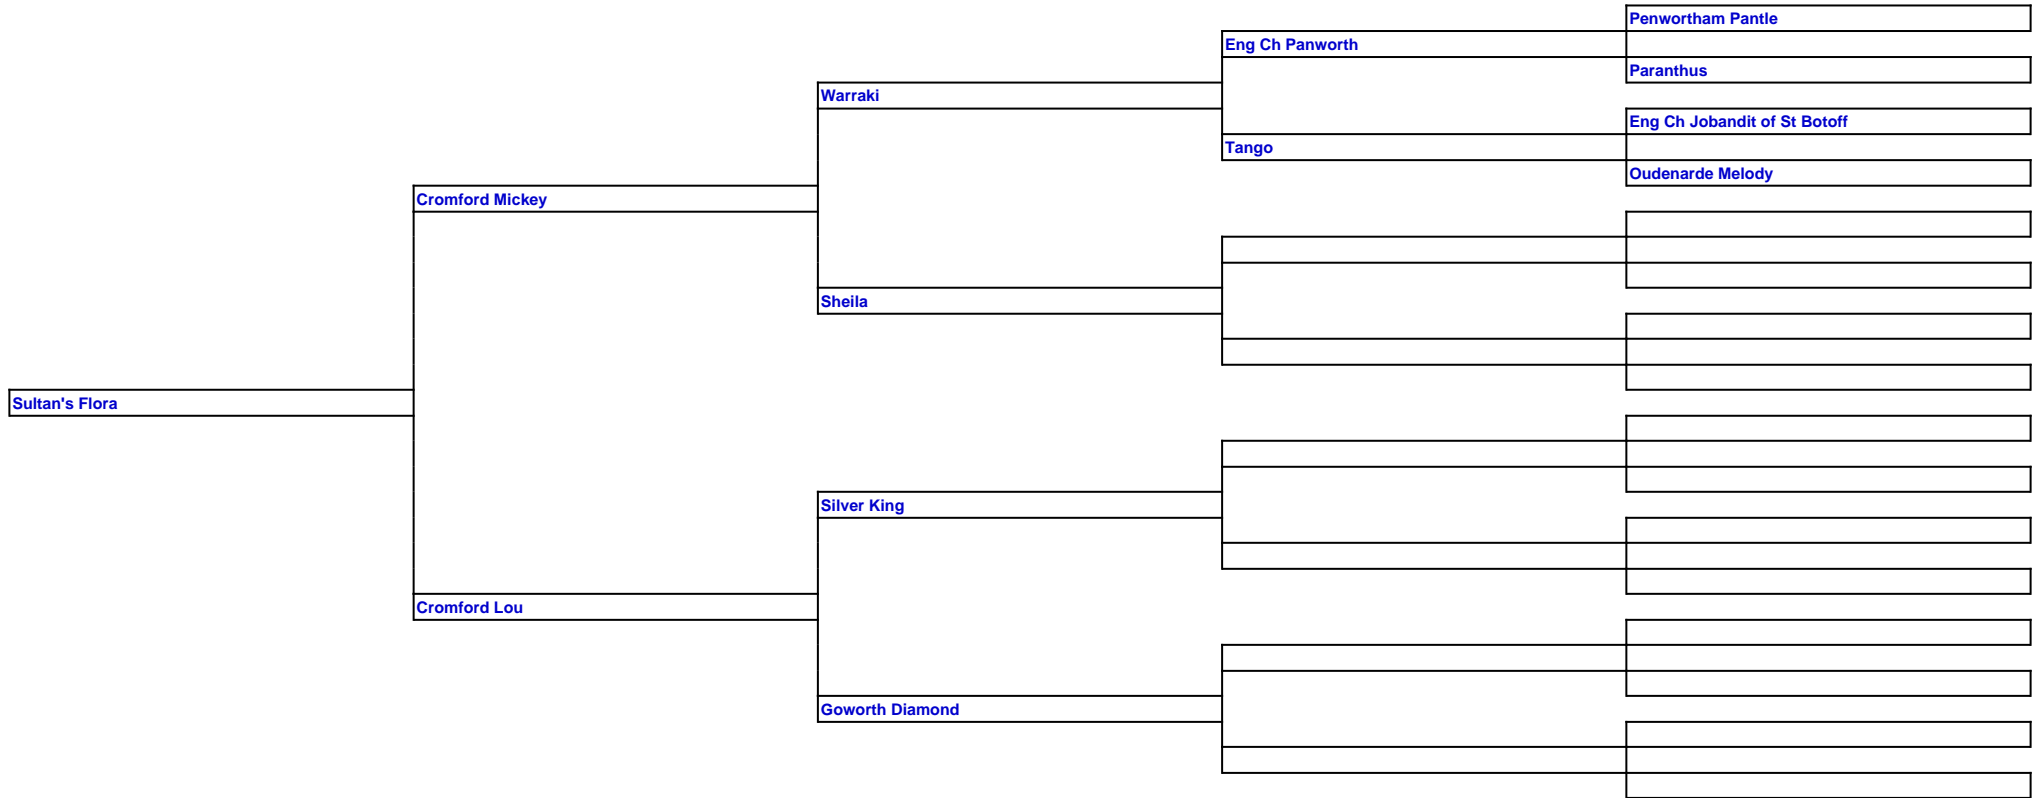 Penwortham Pantle
Eng Ch Panworth
Paranthus
Warraki
Eng Ch Jobandit of St Botoff
Tango
Oudenarde Melody
Cromford Mickey
Sheila
Sultan's Flora
Silver King
Cromford Lou
Goworth Diamond